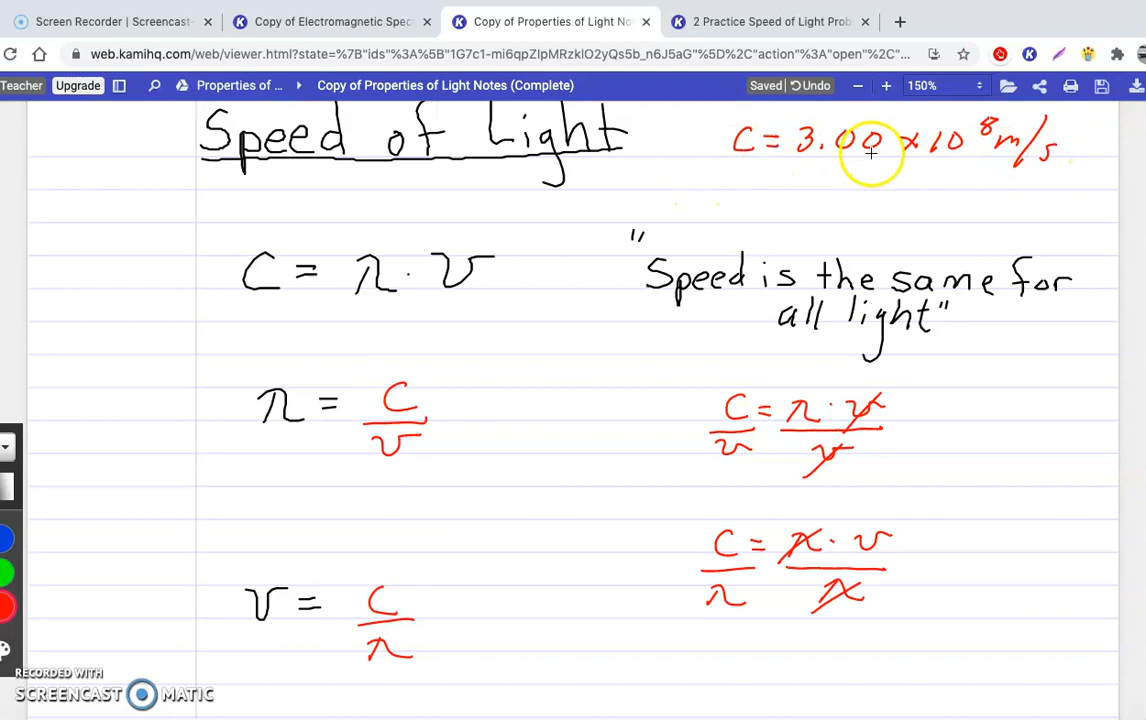 Screen Recorder | Screencast-
Copy of Electromagnetic Spec
Copy of Properties of Light No
2 Practice Speed of Light Prob
web.kamihq.com/web/viewer.html?state=%7B"ids"%3A%5B"1G7c1-mi6qpZIpMRzklO2yQs5b_n6J5aG"%5D%2C"action"%3A"open"%2C"...
Teacher
Upgrade
Properties of ...
Copy of Properties of Light Notes (Complete)
Saved
Undo
150%
Speed of Light
C = 3.00 x 10^8 m/s
C = λ · ν
"Speed is the same for
all light"
λ = C/ν
C/ν = λ · ν/ν
C/λ = λ · ν/λ
ν = C/λ
RECORDED WITH
SCREENCAST MATIC